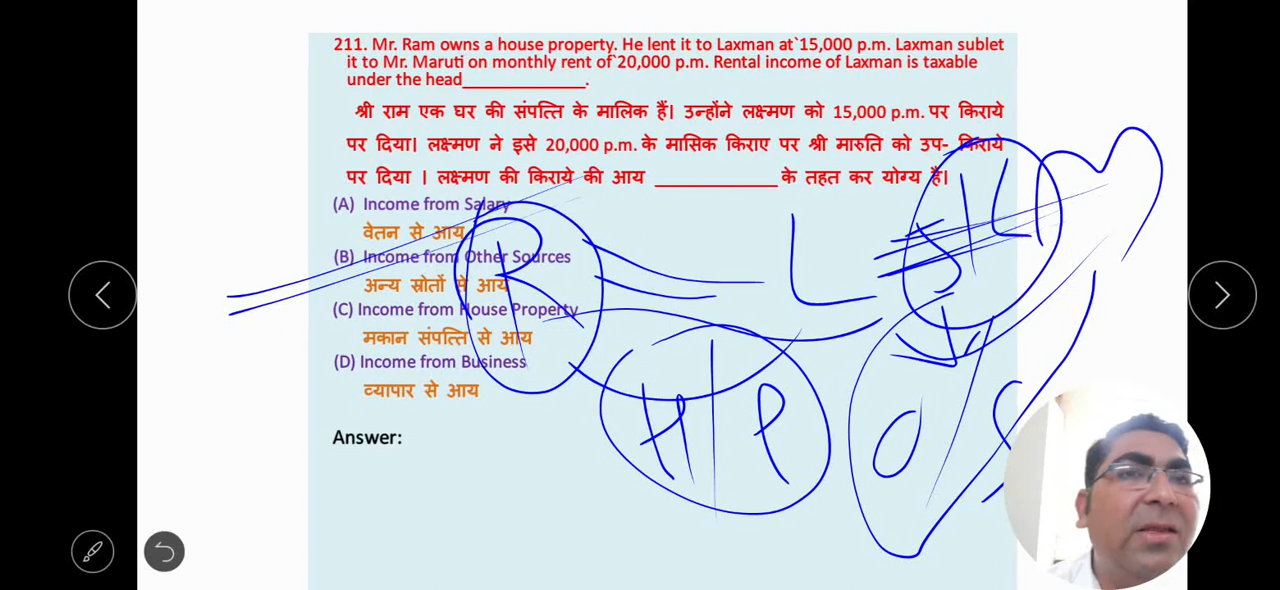 211. Mr. Ram owns a house property. He lent it to Laxman at`15,000 p.m. Laxman sublet
it to Mr. Maruti on monthly rent of`20,000 p.m. Rental income of Laxman is taxable
under the head______________.
श्री राम एक घर की संपत्ति के मालिक हैं। उन्होंने लक्ष्मण को 15,000 p.m. पर किराये
पर दिया। लक्ष्मण ने इसे 20,000 p.m. के मासिक किराए पर श्री मारुति को उप- किराये
पर दिया । लक्ष्मण की किराये की आय ____________ के तहत कर योग्य है।
(A) Income from Salary
वेतन से आय
(B) Income from Other Sources
अन्य स्रोतों से आय
(C) Income from House Property
मकान संपत्ति से आय
(D) Income from Business
व्यापार से आय
Answer:
R L
H P